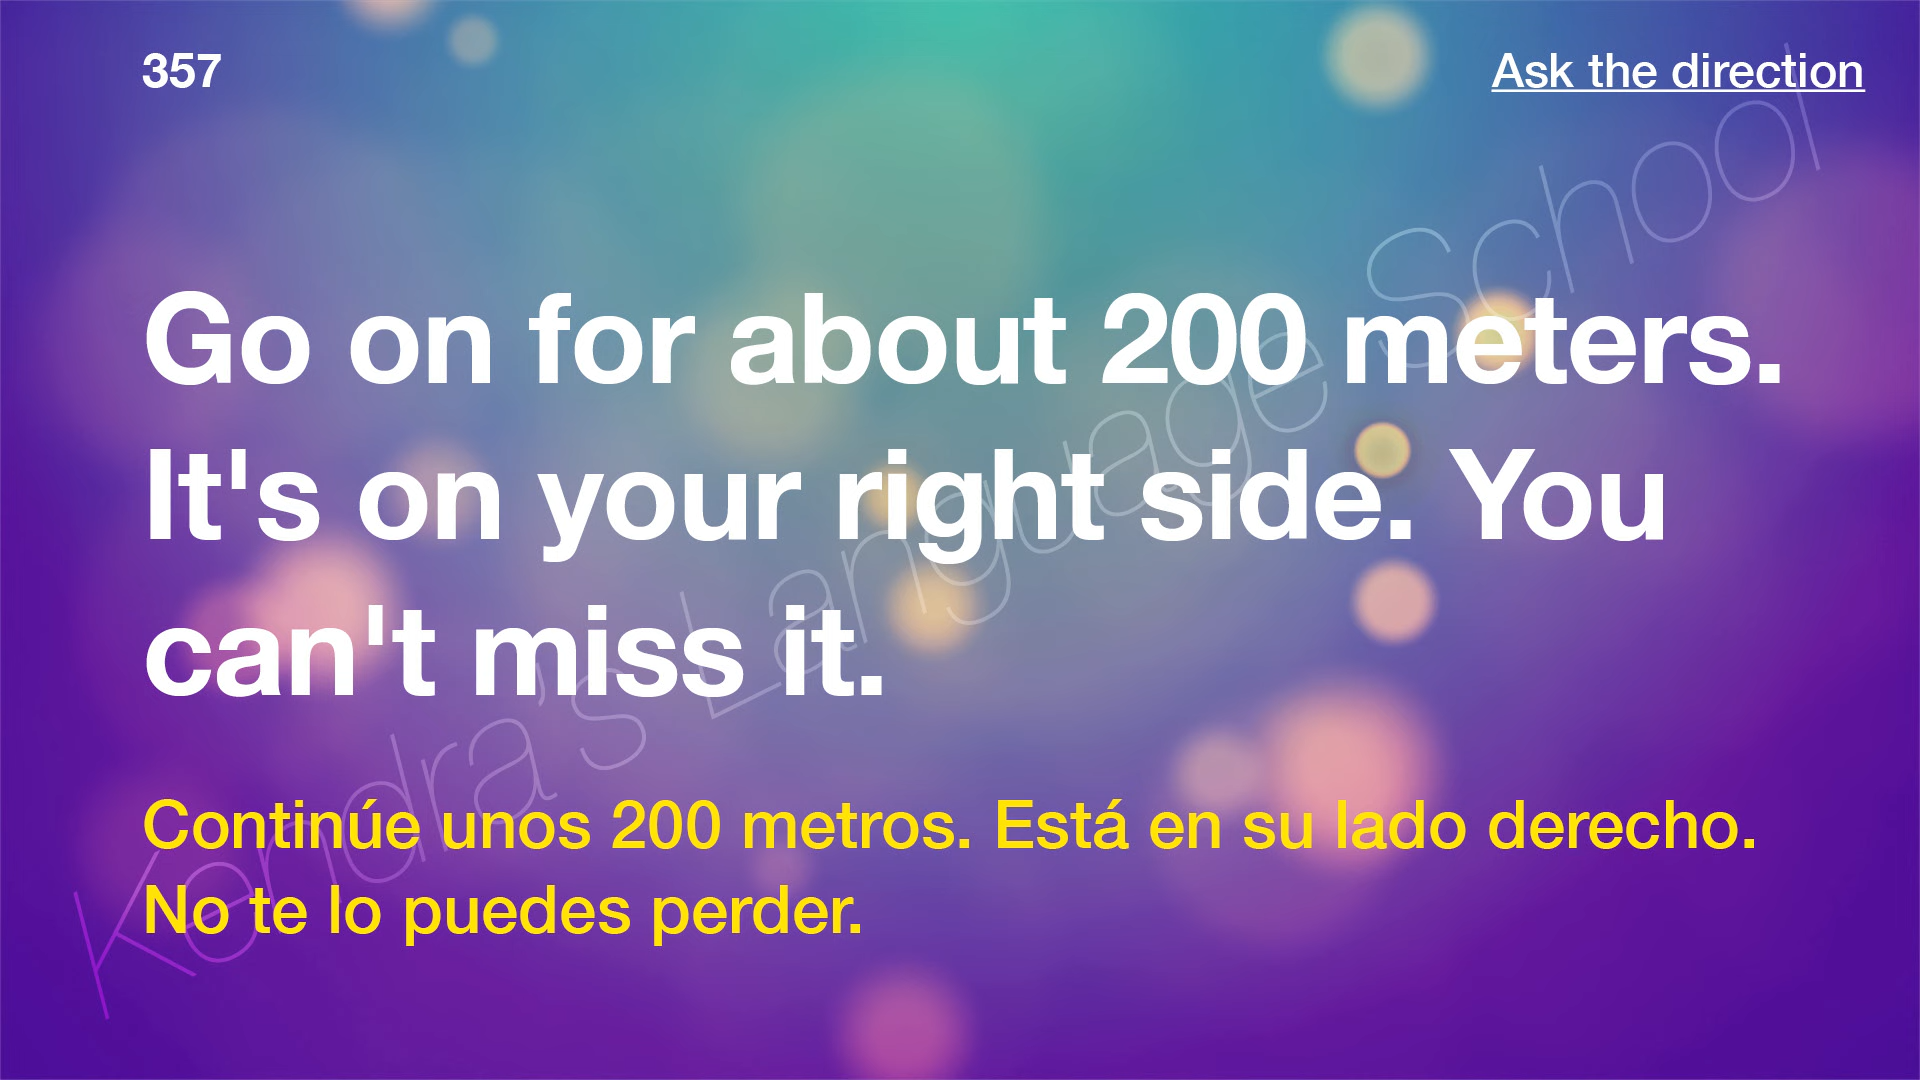 357
Ask the direction
Go on for about 200 meters.
It's on your right side. You
can't miss it.
Continúe unos 200 metros. Está en su lado derecho.
No te lo puedes perder.
Kendra's Language School